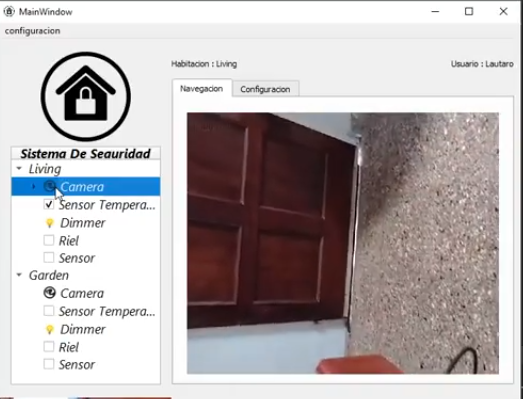 MainWindow
configuracion
Habitacion : Living
Usuario : Lautaro
Navegacion
Configuracion
Sistema De Seguridad
Living
Camera
Sensor Tempera...
Dimmer
Riel
Sensor
Garden
Camera
Sensor Tempera...
Dimmer
Riel
Sensor